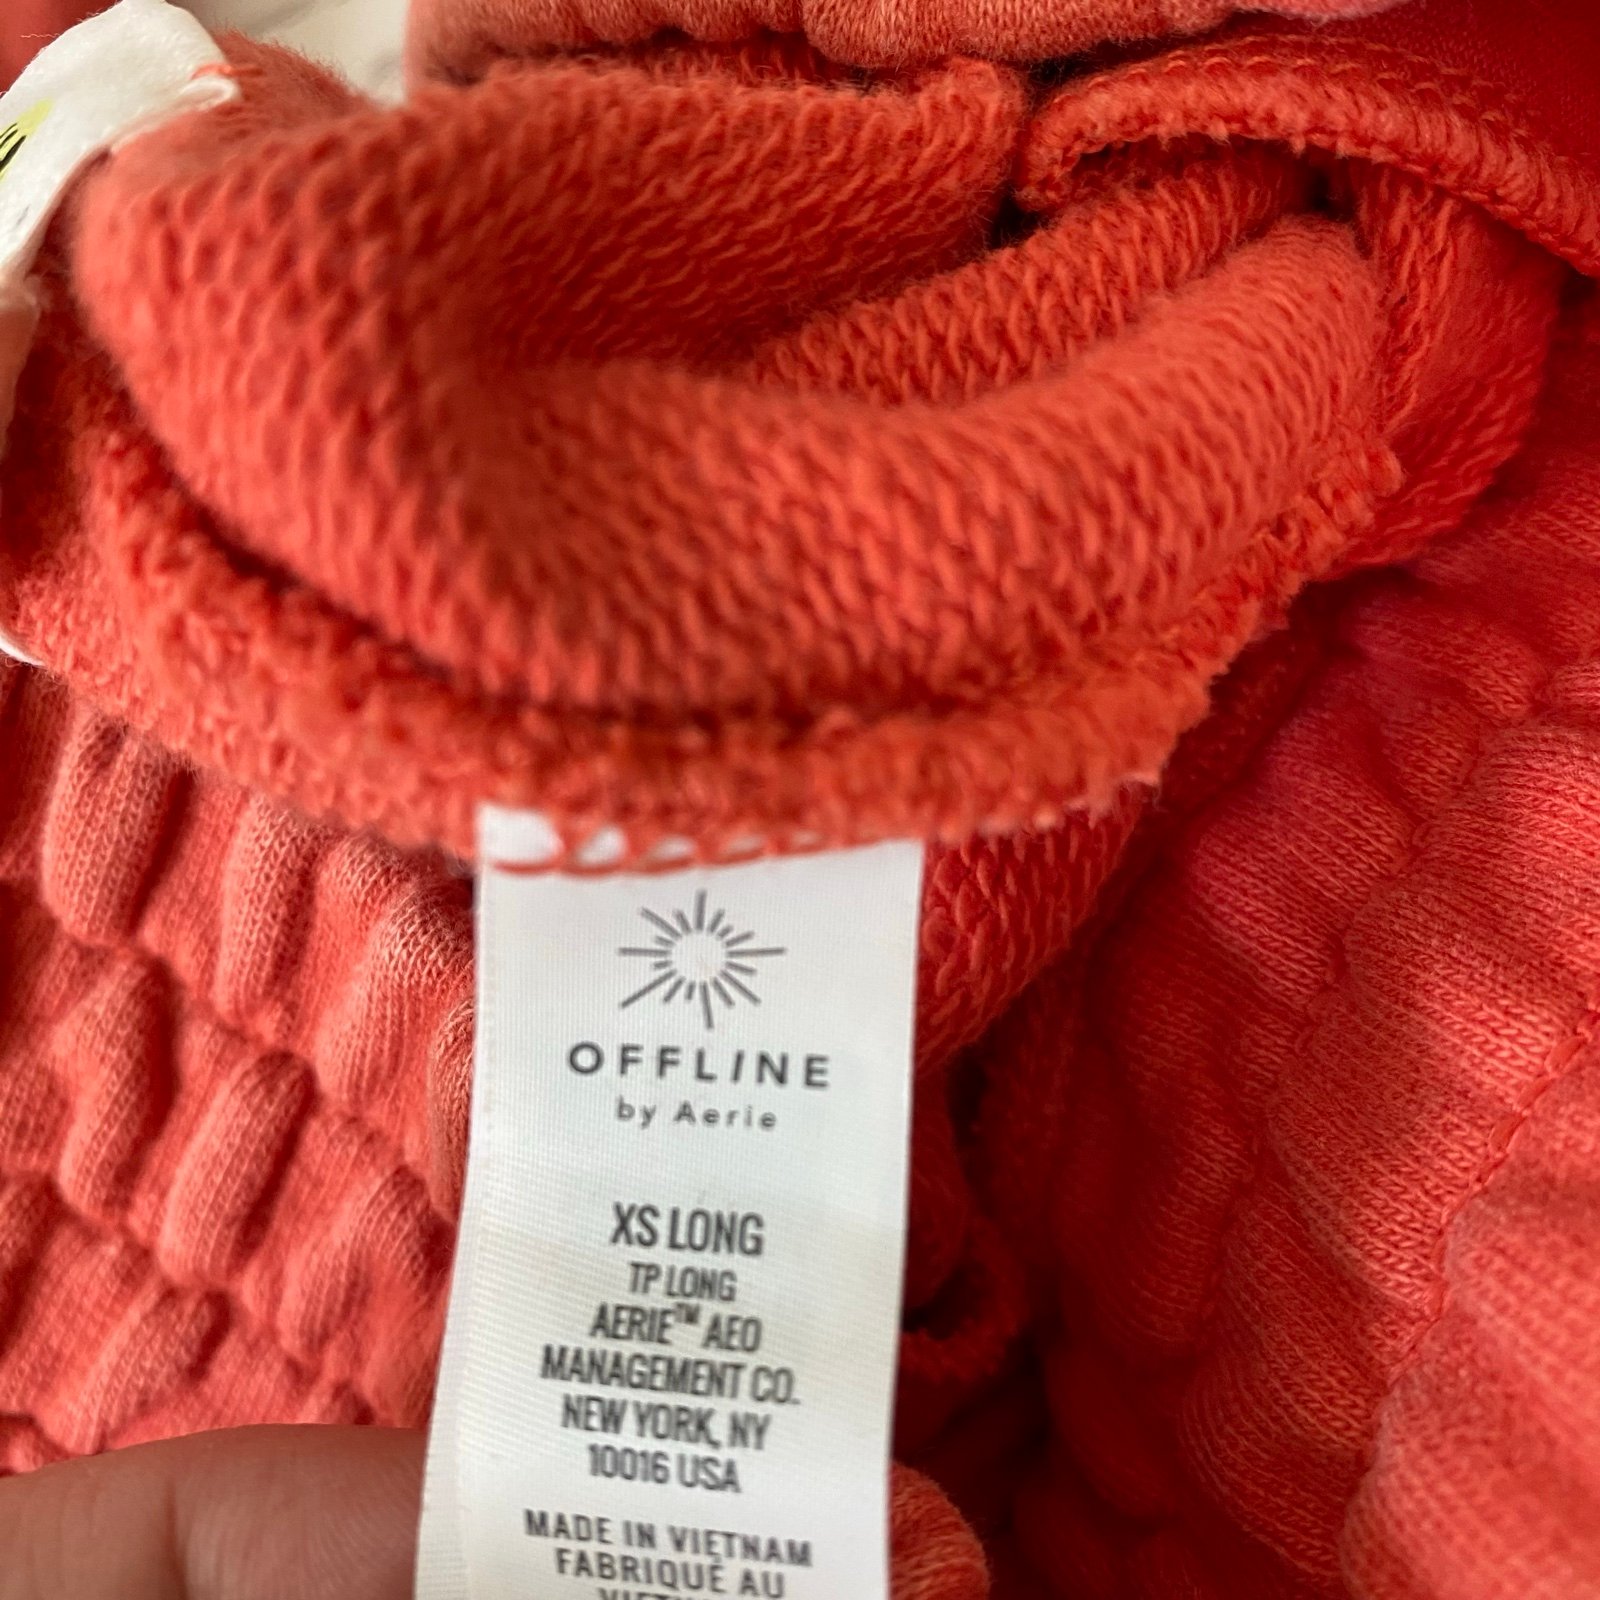 OFFLINE
by Aerie
XS LONG
TP LONG
AERIE™ AEO
MANAGEMENT CO.
NEW YORK, NY
10016 USA
MADE IN VIETNAM
FABRIQUÉ AU